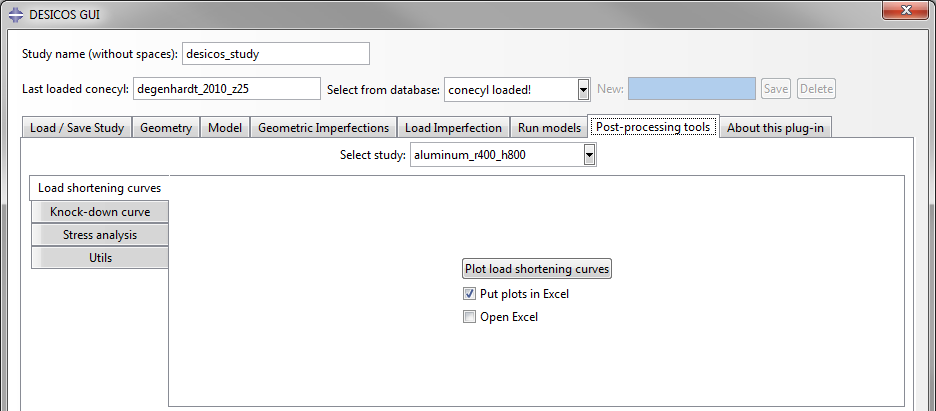 DESICOS GUI
Study name (without spaces): desicos_study
Last loaded conecyl: degenhardt_2010_z25 Select from database: conecyl loaded! New: Save Delete
Load / Save Study Geometry Model Geometric Imperfections Load Imperfection Run models Post-processing tools About this plug-in
Select study: aluminum_r400_h800
Load shortening curves
Knock-down curve
Stress analysis
Utils
Plot load shortening curves
Put plots in Excel
Open Excel